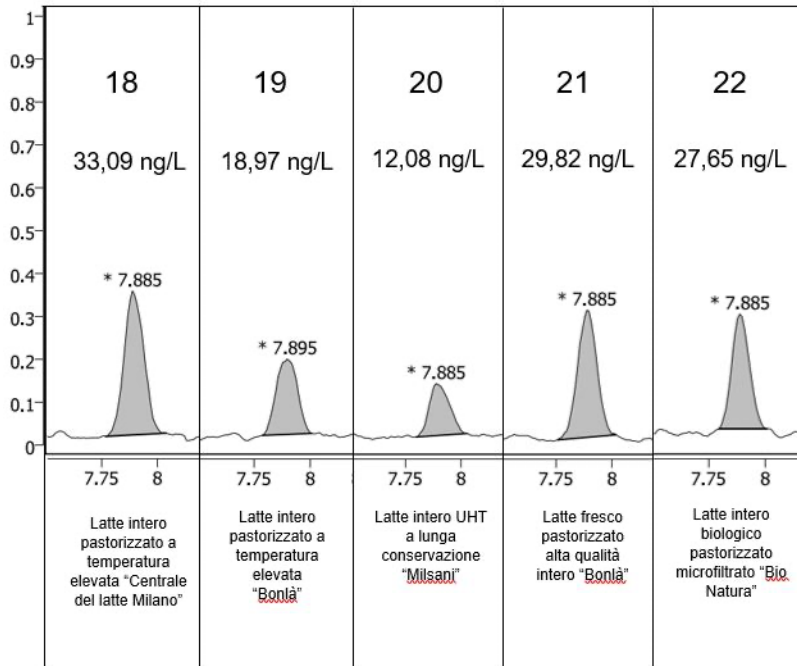 1
0.9
0.8
0.7
0.6
0.5
0.4
0.3
0.2
0.1
0
18
33,09 ng/L
* 7.885
7.75 8
Latte intero
pastorizzato a
temperatura
elevata “Centrale
del latte Milano”
19
18,97 ng/L
* 7.895
7.75 8
Latte intero
pastorizzato a
temperatura
elevata
“Bonlà”
20
12,08 ng/L
* 7.885
7.75 8
Latte intero UHT
a lunga
conservazione
“Milsani”
21
29,82 ng/L
* 7.885
7.75 8
Latte fresco
pastorizzato
alta qualità
intero “Bonlà”
22
27,65 ng/L
* 7.885
7.75 8
Latte intero
biologico
pastorizzato
microfiltrato “Bio
Natura”